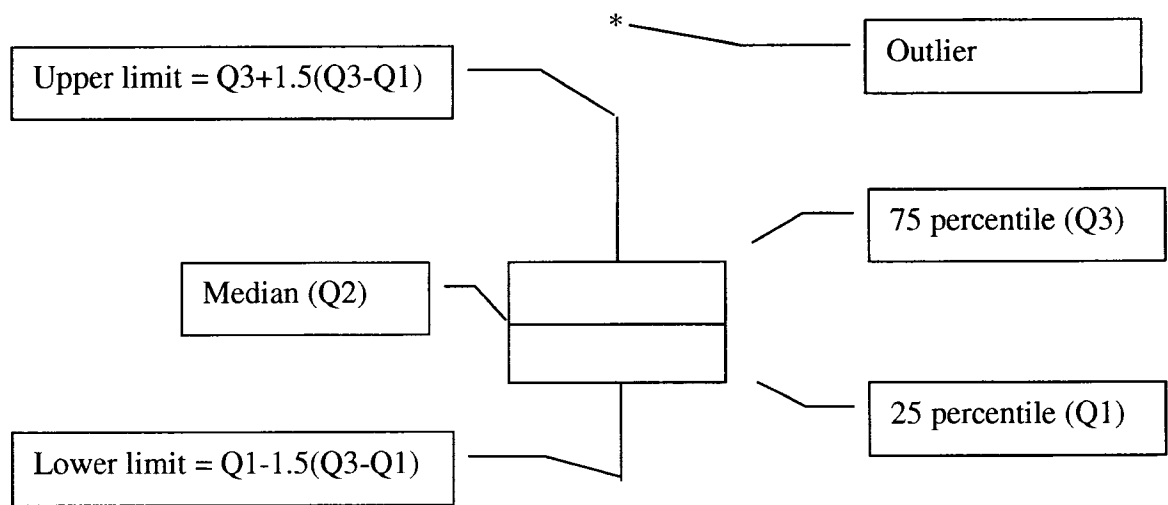 *
Outlier
Upper limit = Q3+1.5(Q3-Q1)
75 percentile (Q3)
Median (Q2)
25 percentile (Q1)
Lower limit = Q1-1.5(Q3-Q1)